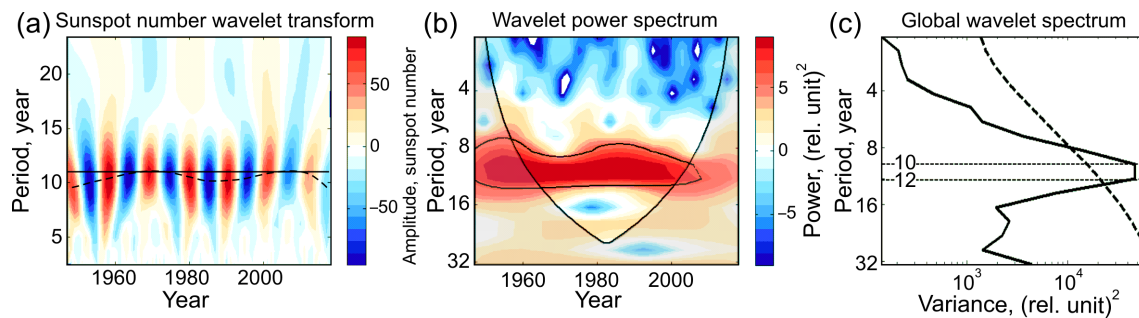 (a) Sunspot number wavelet transform
Period, year
20
15
10
5
1960
1980
2000
Year
50
0
−50
Amplitude, sunspot number
(b) Wavelet power spectrum
Period, year
4
8
16
32
1960
1980
2000
Year
5
0
−5
Power, (rel. unit)²
(c) Global wavelet spectrum
Period, year
4
8
16
32
10
12
10³
10⁴
Variance, (rel. unit)²